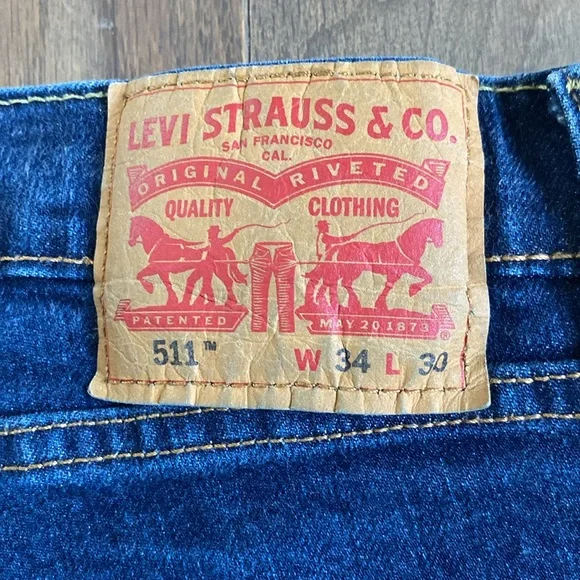 LEVI STRAUSS & CO.
SAN FRANCISCO
CAL.
ORIGINAL RIVETED
QUALITY CLOTHING
PATENTED MAY 20 1873 ®
511™ W 34 L 30